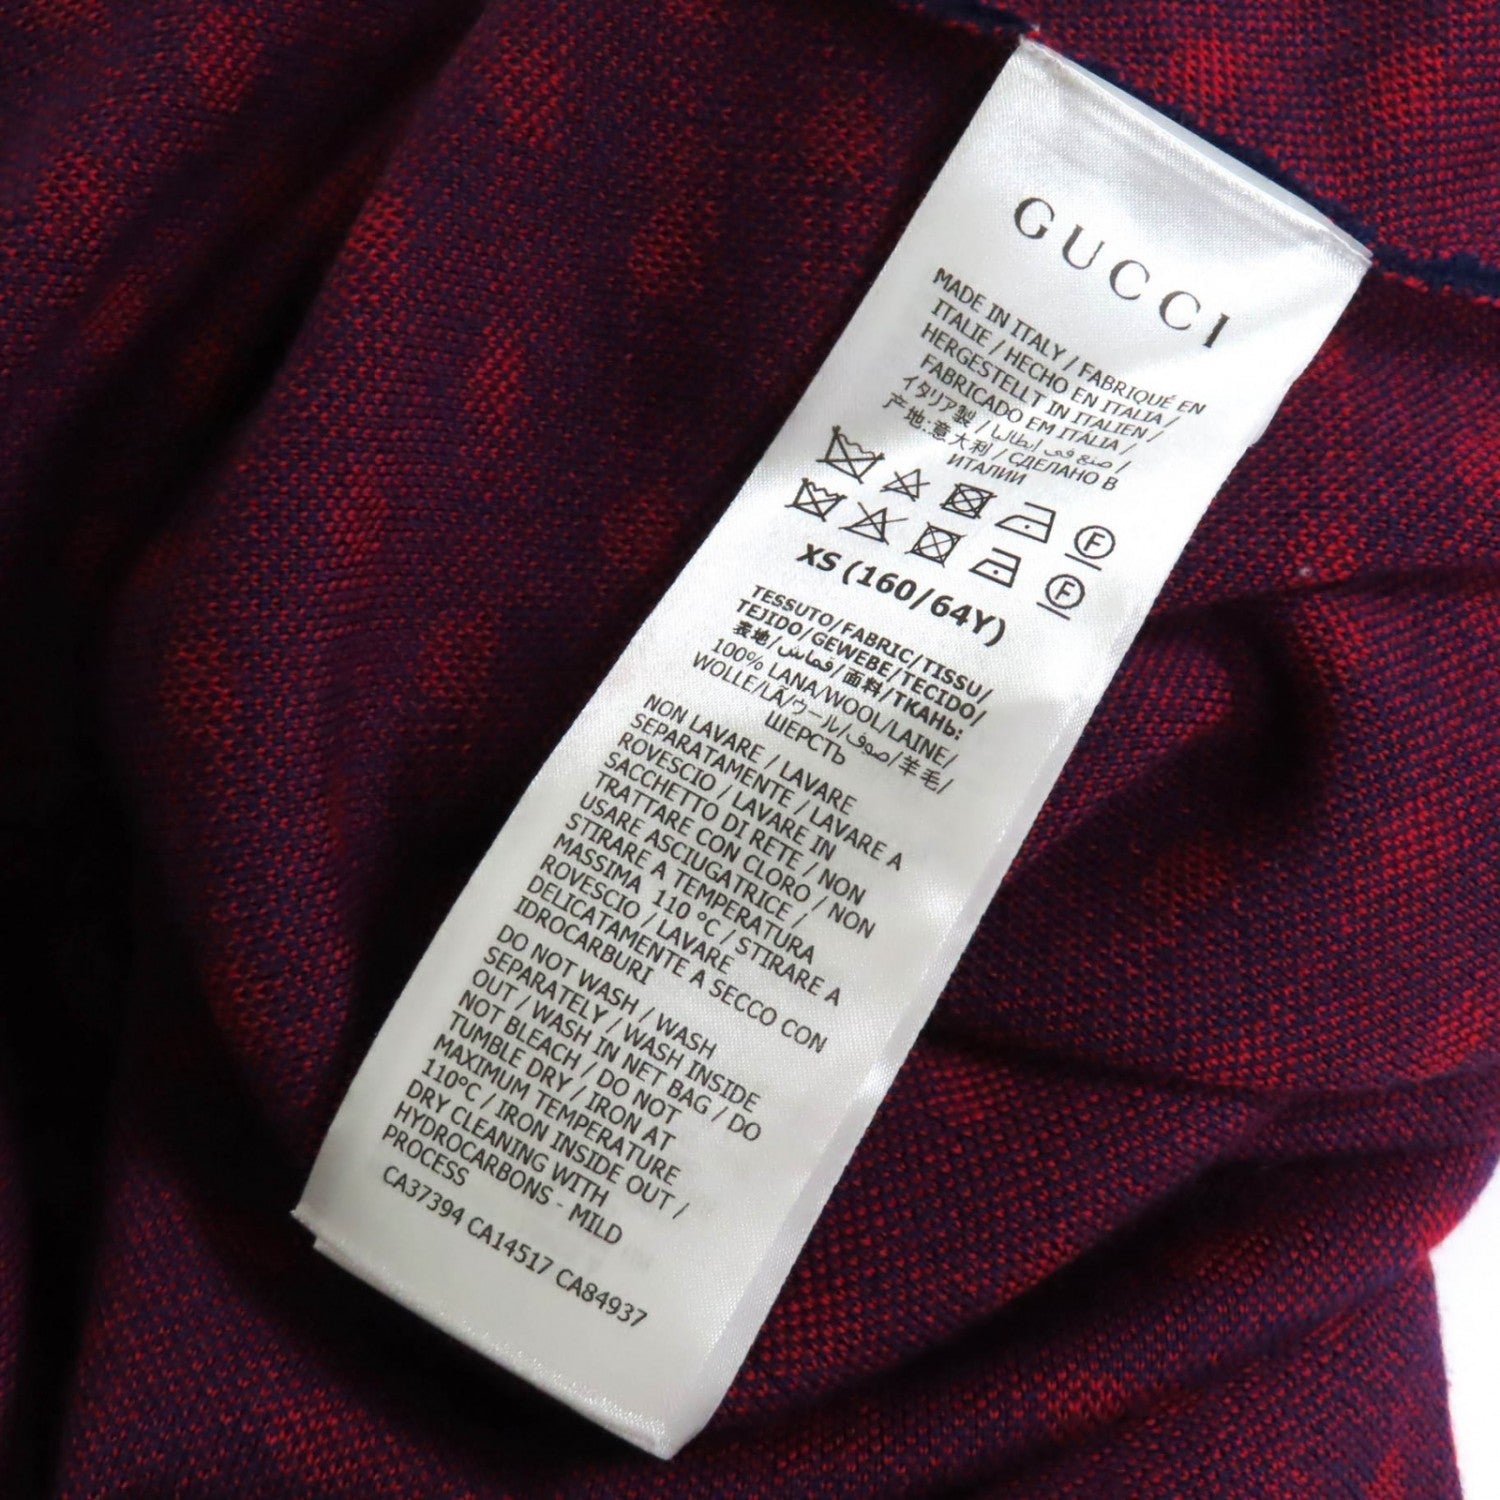 GUCCI
MADE IN ITALY / FABRIQUÉ EN
ITALIE / HECHO EN ITALIA /
HERGESTELLT IN ITALIEN /
FABRICADO EM ITÁLIA /
イタリア製 / صنع في إيطاليا /
产地:意大利 / СДЕЛАНО В
ИТАЛИИ
F
F
XS (160/64Y)
TESSUTO/FABRIC/TISSU/
TEJIDO/GEWEBE/TECIDO/
表地/قماش/面料/ТКАНЬ:
100% LANA/WOOL/LAINE/
WOLLE/LÃ/ウール/صوف/羊毛/
ШЕРСТЬ
NON LAVARE / LAVARE
SEPARATAMENTE / LAVARE A
ROVESCIO / LAVARE IN
SACCHETTO DI RETE / NON
TRATTARE CON CLORO / NON
USARE ASCIUGATRICE /
STIRARE A TEMPERATURA
MASSIMA 110 °C / STIRARE A
ROVESCIO / LAVARE
DELICATAMENTE A SECCO CON
IDROCARBURI
DO NOT WASH / WASH
SEPARATELY / WASH INSIDE
OUT / WASH IN NET BAG / DO
NOT BLEACH / DO NOT
TUMBLE DRY / IRON AT
MAXIMUM TEMPERATURE
110°C / IRON INSIDE OUT /
DRY CLEANING WITH
HYDROCARBONS - MILD
PROCESS
CA37394 CA14517 CA84937